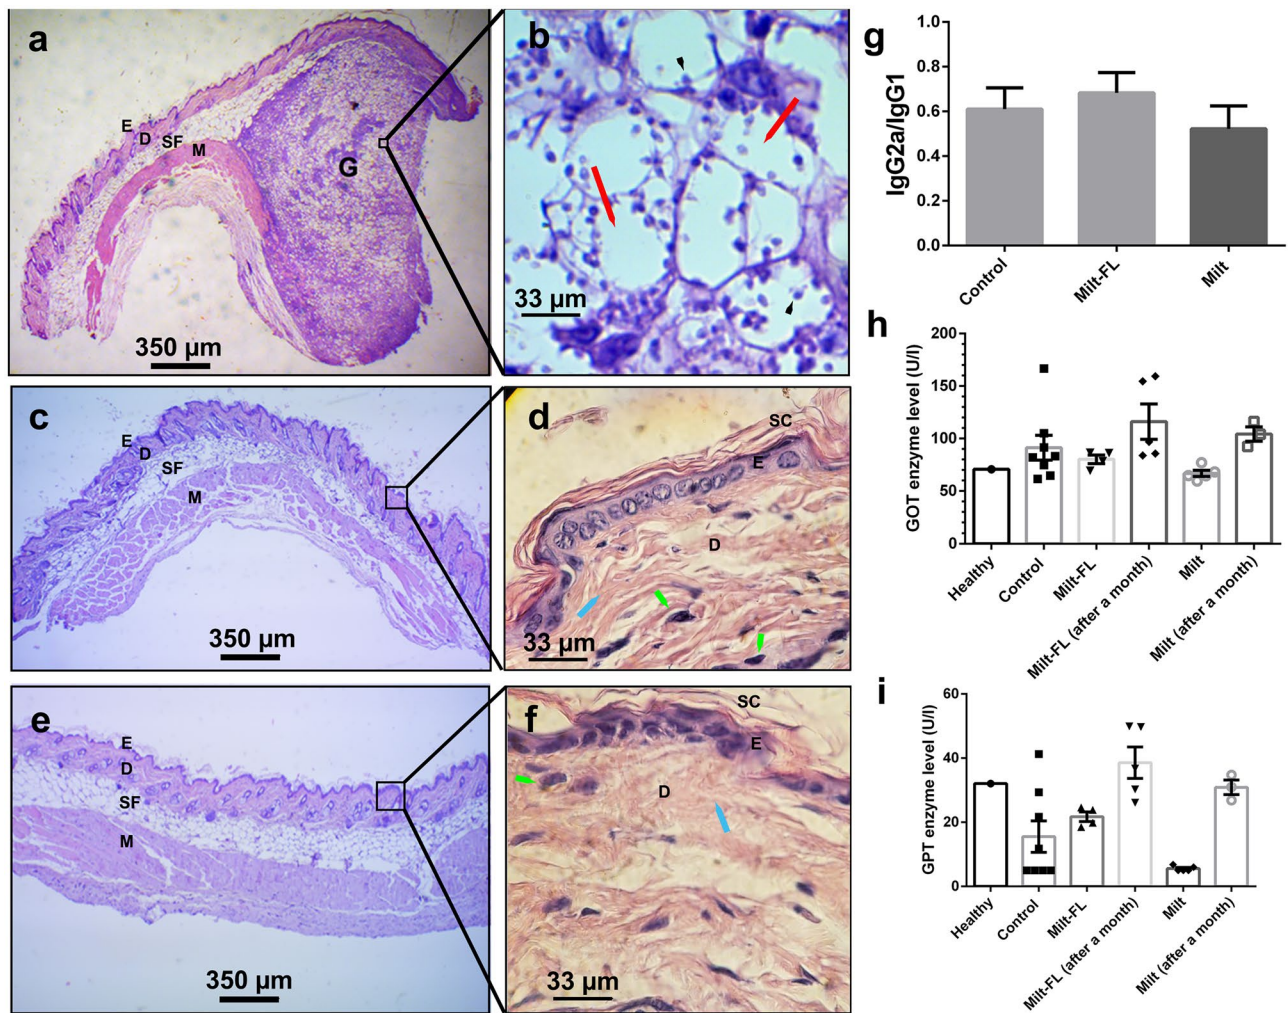 a
E
D
SF
M
G
350 µm
b
33 µm
c
E
D
SF
M
350 µm
d
SC
E
D
33 µm
e
E
D
SF
M
350 µm
f
SC
E
D
33 µm
g
IgG2a/IgG1
1.0
0.8
0.6
0.4
0.2
0.0
Control
Milt-FL
Milt
h
GOT enzyme level (U/l)
200
150
100
50
0
Healthy
Control
Milt-FL
Milt-FL (after a month)
Milt
Milt (after a month)
i
GPT enzyme level (U/l)
60
40
20
0
Healthy
Control
Milt-FL
Milt-FL (after a month)
Milt
Milt (after a month)